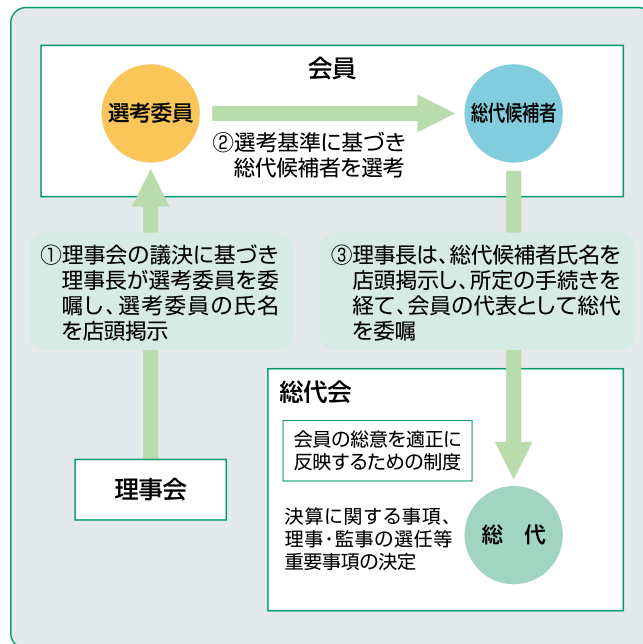 会員
選考委員
総代候補者
②選考基準に基づき
総代候補者を選考
①理事会の議決に基づき
理事長が選考委員を委
嘱し、選考委員の氏名
を店頭掲示
③理事長は、総代候補者氏名を
店頭掲示し、所定の手続きを
経て、会員の代表として総代
を委嘱
理事会
総代会
会員の総意を適正に
反映するための制度
決算に関する事項、
理事・監事の選任等
重要事項の決定
総　代